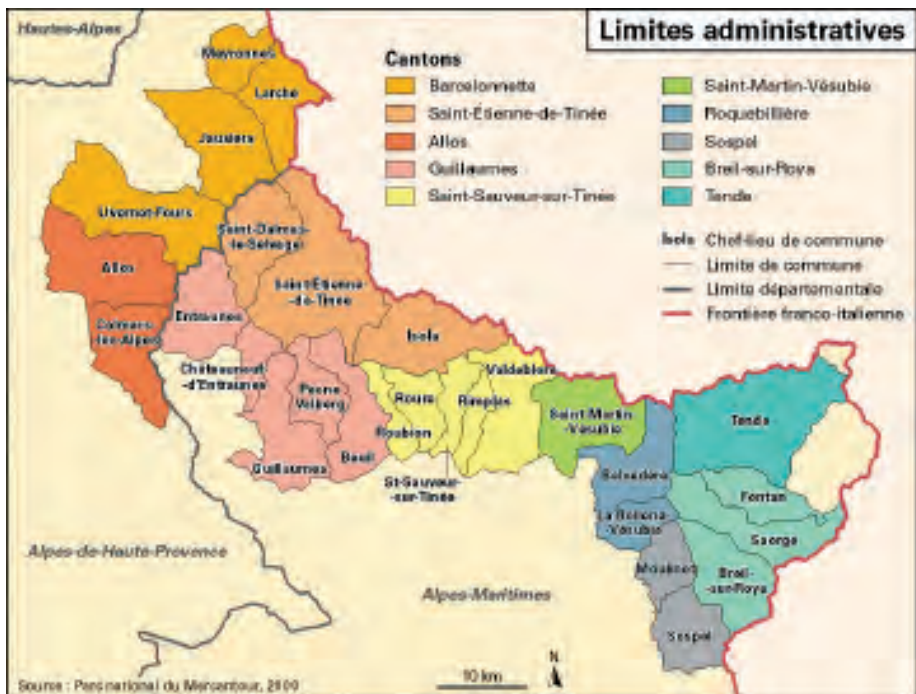 Limites administratives
Hautes-Alpes
Cantons
Barcelonnette
Saint-Étienne-de-Tinée
Allos
Guillaumes
Saint-Sauveur-sur-Tinée
Saint-Martin-Vésubie
Roquebillière
Sospel
Breil-sur-Roya
Tende
Isola Chef-lieu de commune
Limite de commune
Limite départementale
Frontière franco-italienne
Meyronnes
Larche
Jausiers
Uvernet-Fours
Saint-Dalmas
-le-Selvage
Allos
Saint-Étienne
-de-Tinée
Entraunes
Colmars
-les-Alpes
Isola
Châteauneuf
-d'Entraunes
Péone
Valberg
Roure
Rimplas
Valdeblore
Saint Martin
-Vésubie
Tende
Roubion
Beuil
Guillaumes
St-Sauveur
-sur-Tinée
Belvédère
Fontan
La Bollène-
Vésubie
Saorge
Moulinet
Breil-
sur-Roya
Sospel
Alpes-de-Haute-Provence
Alpes-Maritimes
Source : Parc national du Mercantour, 2000
10 km
N